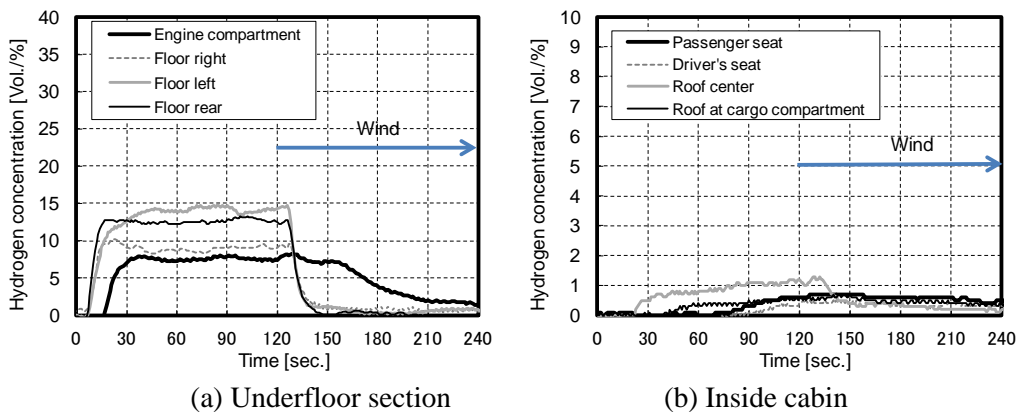 Hydrogen concentration [Vol./%]
40
35
30
25
20
15
10
5
0
Engine compartment
Floor right
Floor left
Floor rear
Wind
0 30 60 90 120 150 180 210 240
Time [sec.]
(a) Underfloor section
Hydrogen concentration [Vol./%]
10
9
8
7
6
5
4
3
2
1
0
Passenger seat
Driver's seat
Roof center
Roof at cargo compartment
Wind
0 30 60 90 120 150 180 210 240
Time [sec.]
(b) Inside cabin